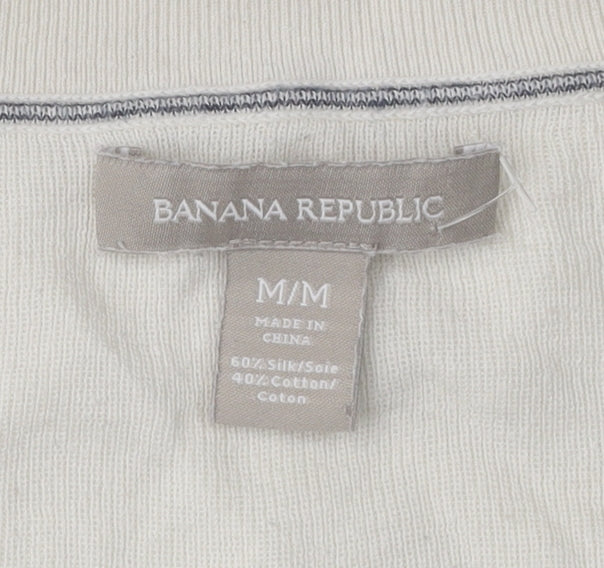 BANANA REPUBLIC
M/M
MADE IN
CHINA
60% Silk/Soie
40% Cotton/
Coton